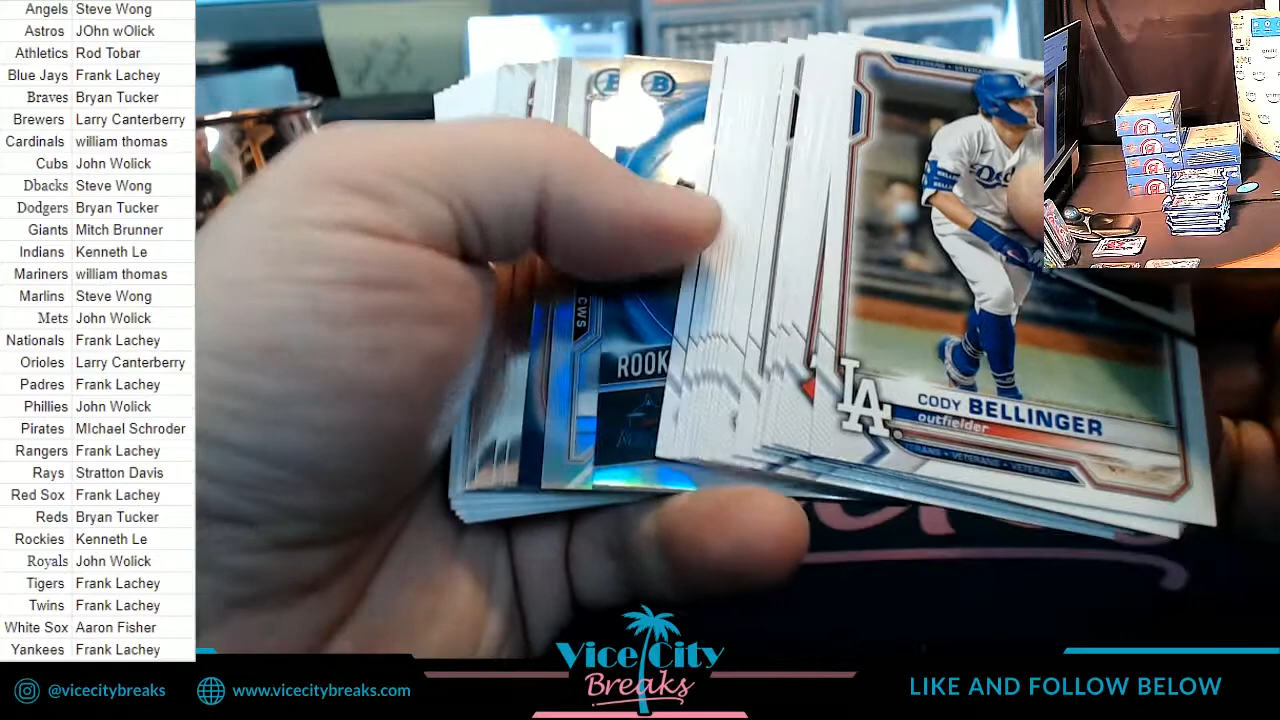 Angels Steve Wong
Astros JOhn wOlick
Athletics Rod Tobar
Blue Jays Frank Lachey
Braves Bryan Tucker
Brewers Larry Canterberry
Cardinals william thomas
Cubs John Wolick
Dbacks Steve Wong
Dodgers Bryan Tucker
Giants Mitch Brunner
Indians Kenneth Le
Mariners william thomas
Marlins Steve Wong
Mets John Wolick
Nationals Frank Lachey
Orioles Larry Canterberry
Padres Frank Lachey
Phillies John Wolick
Pirates MIchael Schroder
Rangers Frank Lachey
Rays Stratton Davis
Red Sox Frank Lachey
Reds Bryan Tucker
Rockies Kenneth Le
Royals John Wolick
Tigers Frank Lachey
Twins Frank Lachey
White Sox Aaron Fisher
Yankees Frank Lachey
B
CWS
ROOK
LA
CODY BELLINGER
outfielder
VETERANS
@vicecitybreaks
www.vicecitybreaks.com
Vice City
Breaks
LIKE AND FOLLOW BELOW